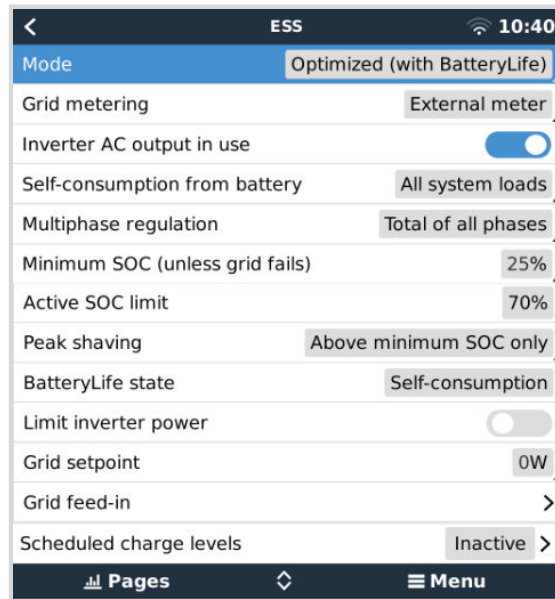 ESS 10:40
Mode Optimized (with BatteryLife)
Grid metering External meter
Inverter AC output in use
Self-consumption from battery All system loads
Multiphase regulation Total of all phases
Minimum SOC (unless grid fails) 25%
Active SOC limit 70%
Peak shaving Above minimum SOC only
BatteryLife state Self-consumption
Limit inverter power
Grid setpoint 0W
Grid feed-in
Scheduled charge levels Inactive
Pages Menu